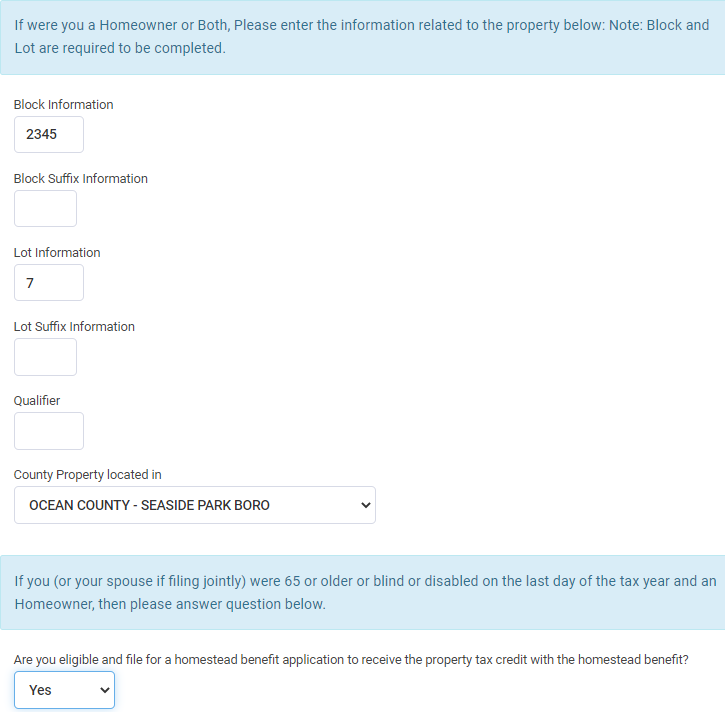 If were you a Homeowner or Both, Please enter the information related to the property below: Note: Block and
Lot are required to be completed.
Block Information
2345
Block Suffix Information
Lot Information
7
Lot Suffix Information
Qualifier
County Property located in
OCEAN COUNTY - SEASIDE PARK BORO
If you (or your spouse if filing jointly) were 65 or older or blind or disabled on the last day of the tax year and an
Homeowner, then please answer question below.
Are you eligible and file for a homestead benefit application to receive the property tax credit with the homestead benefit?
Yes